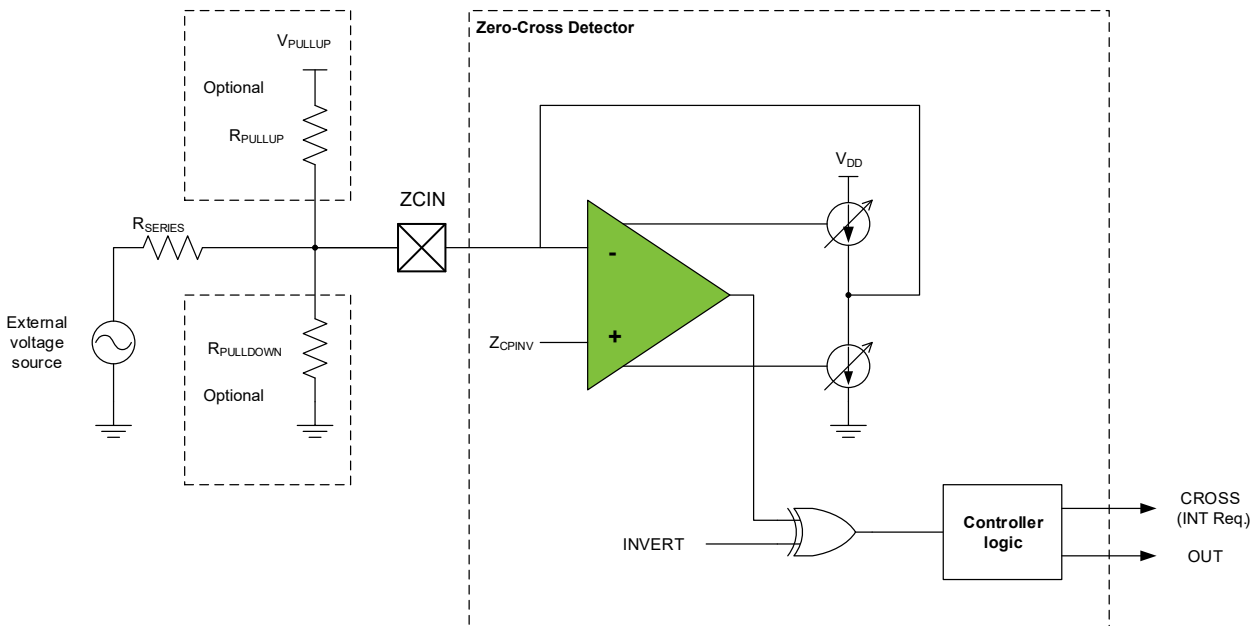 Zero-Cross Detector
VPULLUP
Optional
RPULLUP
VDD
ZCIN
RSERIES
-
+
External
voltage
source
RPULLDOWN
Optional
ZCPINV
INVERT
Controller
logic
CROSS
(INT Req.)
OUT